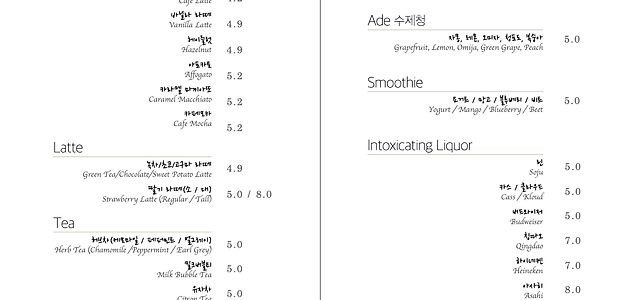 Cafe Latte
바닐라 라떼
Vanilla Latte 4.9
헤이즐넛
Hazelnut 4.9
아포카토
Affogato 5.2
카라멜 마키아또
Caramel Macchiato 5.2
카페모카
Cafe Mocha 5.2
Latte
녹차/초코/고구마 라떼
Green Tea/Chocolate/Sweet Potato Latte 4.9
딸기 라떼(소 / 대)
Strawberry Latte (Regular / Tall) 5.0 / 8.0
Tea
허브차(캐모마일 / 페퍼민트 / 얼그레이)
Herb Tea (Chamomile /Peppermint / Earl Grey) 5.0
밀크버블티
Milk Bubble Tea 5.0
유자차
Citron Tea 5.0
Ade 수제청
자몽, 레몬, 오미자, 청포도, 복숭아
Grapefruit, Lemon, Omija, Green Grape, Peach 5.0
Smoothie
요거트 / 망고 / 블루베리 / 비트
Yogurt / Mango / Blueberry / Beet 5.0
Intoxicating Liquor
Soju 5.0
카스 / 클라우드
Cass / Kloud 5.0
버드와이저
Budweiser 5.0
칭따오
Qingdao 7.0
하이네켄
Heineken 7.0
아사히
Asahi 8.0